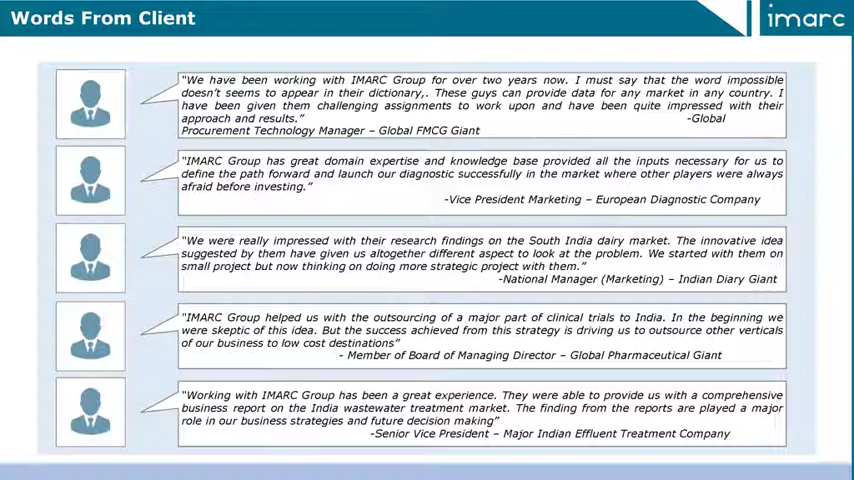 Words From Client
imarc
"We have been working with IMARC Group for over two years now. I must say that the word impossible
doesn't seems to appear in their dictionary,. These guys can provide data for any market in any country. I
have been given them challenging assignments to work upon and have been quite impressed with their
approach and results." -Global
Procurement Technology Manager – Global FMCG Giant
"IMARC Group has great domain expertise and knowledge base provided all the inputs necessary for us to
define the path forward and launch our diagnostic successfully in the market where other players were always
afraid before investing."
-Vice President Marketing – European Diagnostic Company
"We were really impressed with their research findings on the South India dairy market. The innovative idea
suggested by them have given us altogether different aspect to look at the problem. We started with them on
small project but now thinking on doing more strategic project with them."
-National Manager (Marketing) – Indian Diary Giant
"IMARC Group helped us with the outsourcing of a major part of clinical trials to India. In the beginning we
were skeptic of this idea. But the success achieved from this strategy is driving us to outsource other verticals
of our business to low cost destinations"
- Member of Board of Managing Director – Global Pharmaceutical Giant
"Working with IMARC Group has been a great experience. They were able to provide us with a comprehensive
business report on the India wastewater treatment market. The finding from the reports are played a major
role in our business strategies and future decision making"
-Senior Vice President – Major Indian Effluent Treatment Company